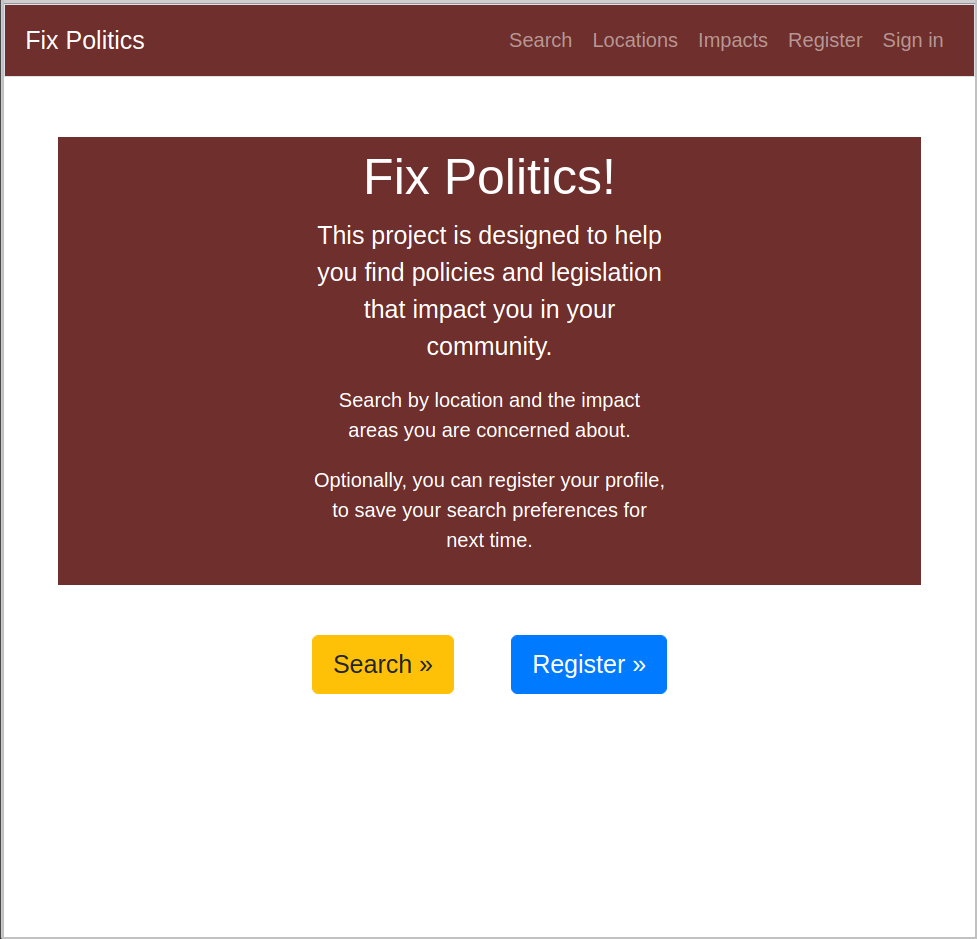 Fix Politics Search Locations Impacts Register Sign in
Fix Politics!
This project is designed to help
you find policies and legislation
that impact you in your
community.
Search by location and the impact
areas you are concerned about.
Optionally, you can register your profile,
to save your search preferences for
next time.
Search » Register »